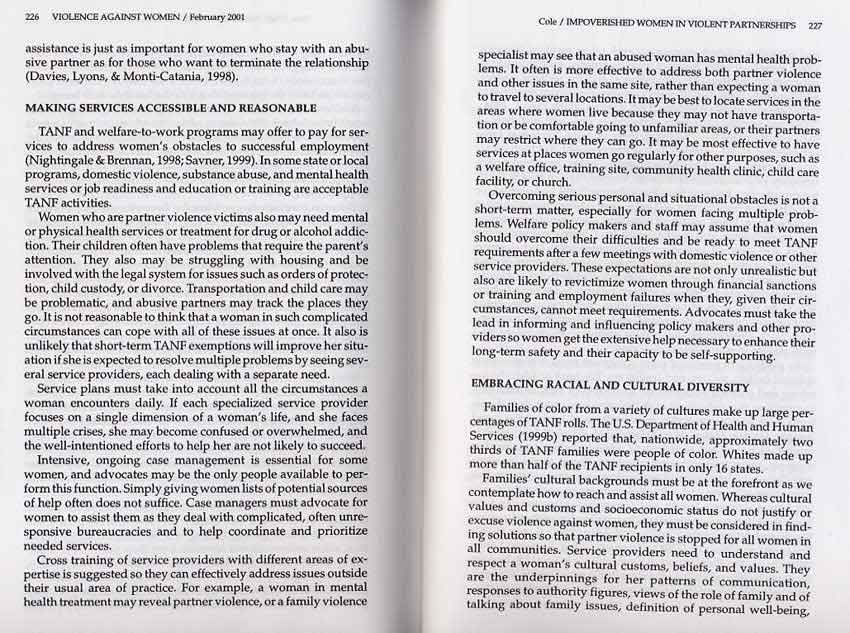 226 VIOLENCE AGAINST WOMEN / February 2001
assistance is just as important for women who stay with an abu-
sive partner as for those who want to terminate the relationship
(Davies, Lyons, & Monti-Catania, 1998).
MAKING SERVICES ACCESSIBLE AND REASONABLE
TANF and welfare-to-work programs may offer to pay for ser-
vices to address women's obstacles to successful employment
(Nightingale & Brennan, 1998; Savner, 1999). In some state or local
programs, domestic violence, substance abuse, and mental health
services or job readiness and education or training are acceptable
TANF activities.
Women who are partner violence victims also may need mental
or physical health services or treatment for drug or alcohol addic-
tion. Their children often have problems that require the parent's
attention. They also may be struggling with housing and be
involved with the legal system for issues such as orders of protec-
tion, child custody, or divorce. Transportation and child care may
be problematic, and abusive partners may track the places they
go. It is not reasonable to think that a woman in such complicated
circumstances can cope with all of these issues at once. It also is
unlikely that short-term TANF exemptions will improve her situ-
ation if she is expected to resolve multiple problems by seeing sev-
eral service providers, each dealing with a separate need.
Service plans must take into account all the circumstances a
woman encounters daily. If each specialized service provider
focuses on a single dimension of a woman's life, and she faces
multiple crises, she may become confused or overwhelmed, and
the well-intentioned efforts to help her are not likely to succeed.
Intensive, ongoing case management is essential for some
women, and advocates may be the only people available to per-
form this function. Simply giving women lists of potential sources
of help often does not suffice. Case managers must advocate for
women to assist them as they deal with complicated, often unre-
sponsive bureaucracies and to help coordinate and prioritize
needed services.
Cross training of service providers with different areas of ex-
pertise is suggested so they can effectively address issues outside
their usual area of practice. For example, a woman in mental
health treatment may reveal partner violence, or a family violence
Cole / IMPOVERISHED WOMEN IN VIOLENT PARTNERSHIPS 227
specialist may see that an abused woman has mental health prob-
lems. It often is more effective to address both partner violence
and other issues in the same site, rather than expecting a woman
to travel to several locations. It may be best to locate services in the
areas where women live because they may not have transporta-
tion or be comfortable going to unfamiliar areas, or their partners
may restrict where they can go. It may be most effective to have
services at places women go regularly for other purposes, such as
a welfare office, training site, community health clinic, child care
facility, or church.
Overcoming serious personal and situational obstacles is not a
short-term matter, especially for women facing multiple prob-
lems. Welfare policy makers and staff may assume that women
should overcome their difficulties and be ready to meet TANF
requirements after a few meetings with domestic violence or other
service providers. These expectations are not only unrealistic but
also are likely to revictimize women through financial sanctions
or training and employment failures when they, given their cir-
cumstances, cannot meet requirements. Advocates must take the
lead in informing and influencing policy makers and other pro-
viders so women get the extensive help necessary to enhance their
long-term safety and their capacity to be self-supporting.
EMBRACING RACIAL AND CULTURAL DIVERSITY
Families of color from a variety of cultures make up large per-
centages of TANF rolls. The U.S. Department of Health and Human
Services (1999b) reported that, nationwide, approximately two
thirds of TANF families were people of color. Whites made up
more than half of the TANF recipients in only 16 states.
Families' cultural backgrounds must be at the forefront as we
contemplate how to reach and assist all women. Whereas cultural
values and customs and socioeconomic status do not justify or
excuse violence against women, they must be considered in find-
ing solutions so that partner violence is stopped for all women in
all communities. Service providers need to understand and
respect a woman's cultural customs, beliefs, and values. They
are the underpinnings for her patterns of communication,
responses to authority figures, views of the role of family and of
talking about family issues, definition of personal well-being,